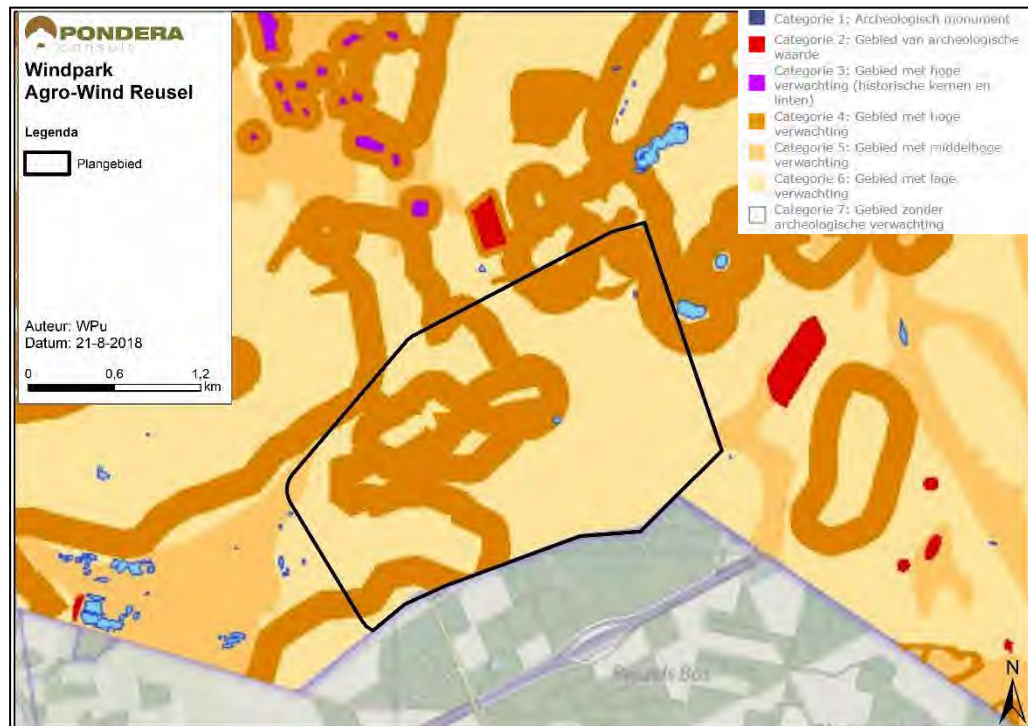 PONDERA
consult
Windpark
Agro-Wind Reusel
Legenda
Plangebied
Auteur: WPu
Datum: 21-8-2018
0 0,6 1,2
km
Categorie 1: Archeologisch monument
Categorie 2: Gebied van archeologische
waarde
Categorie 3: Gebied met hoge
verwachting (historische kernen en
linten)
Categorie 4: Gebied met hoge
verwachting
Categorie 5: Gebied met middelhoge
verwachting
Categorie 6: Gebied met lage
verwachting
Categorie 7: Gebied zonder
archeologische verwachting
Reusels Bos
N